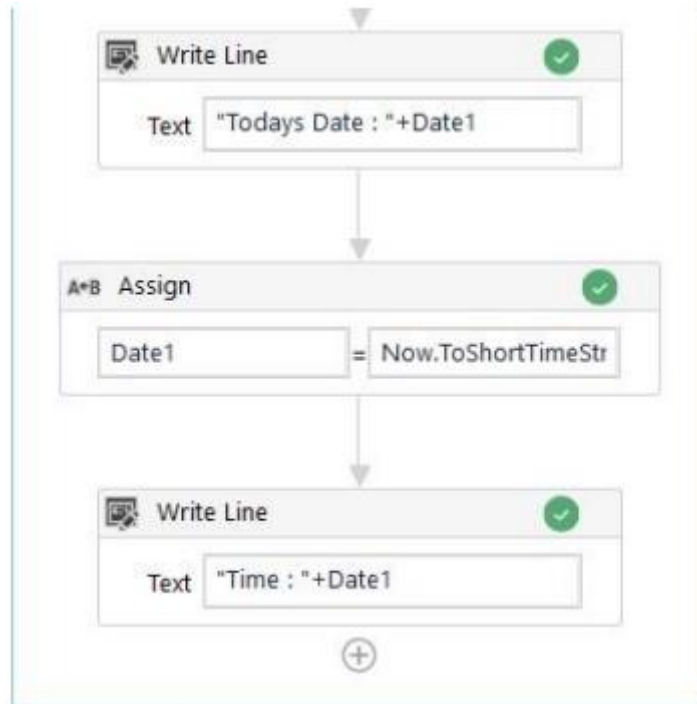 Write Line
Text "Todays Date : "+Date1
A+B Assign
Date1 = Now.ToShortTimeStr
Write Line
Text "Time : "+Date1